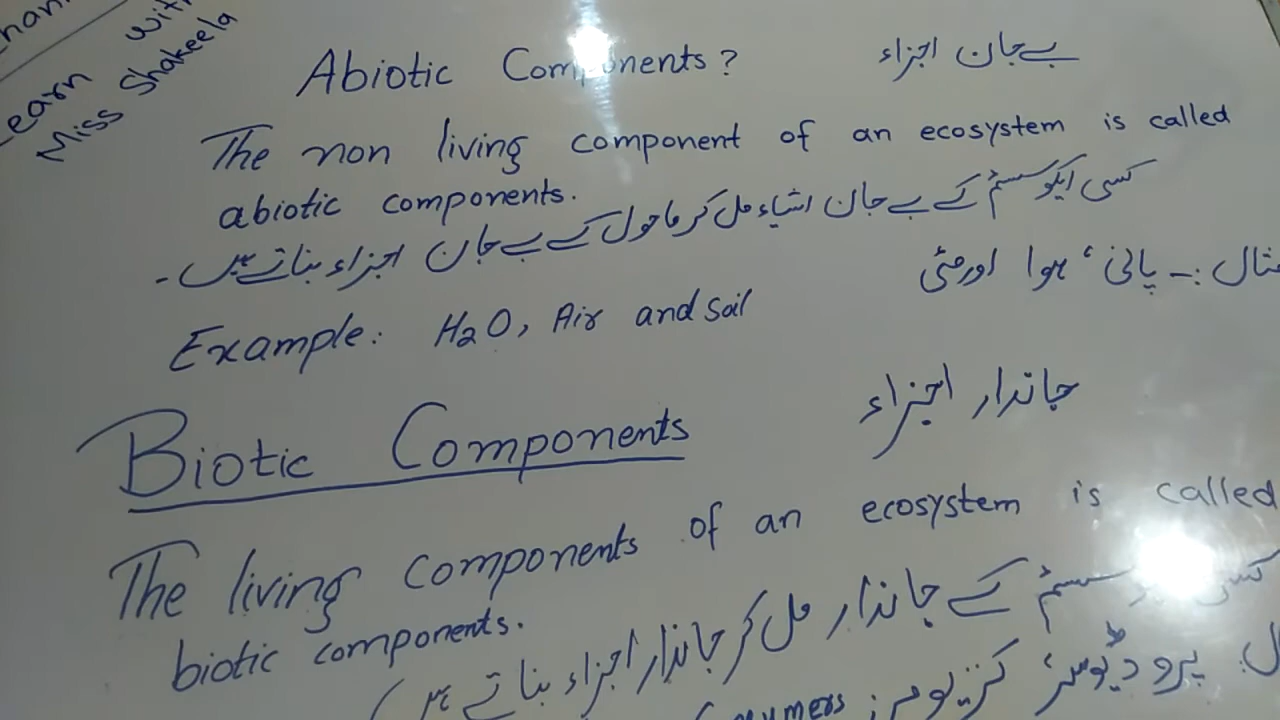 Learn with
Miss Shakeela
Abiotic Components? بے جان اجزاء
The non living component of an ecosystem is called
abiotic components.
کسی ایکو سسٹم کے بے جان اشیاء مل کر ماحول کے بے جان اجزاء بناتے ہیں۔
مثال :۔ پانی ، ہوا اور مٹی
Example: H₂O, Air and soil
Biotic Components جاندار اجزاء
The living components of an ecosystem is called
biotic components.
سسٹم کے جاندار مل کر جاندار اجزاء بناتے
پروڈیوسر، کنزیومر